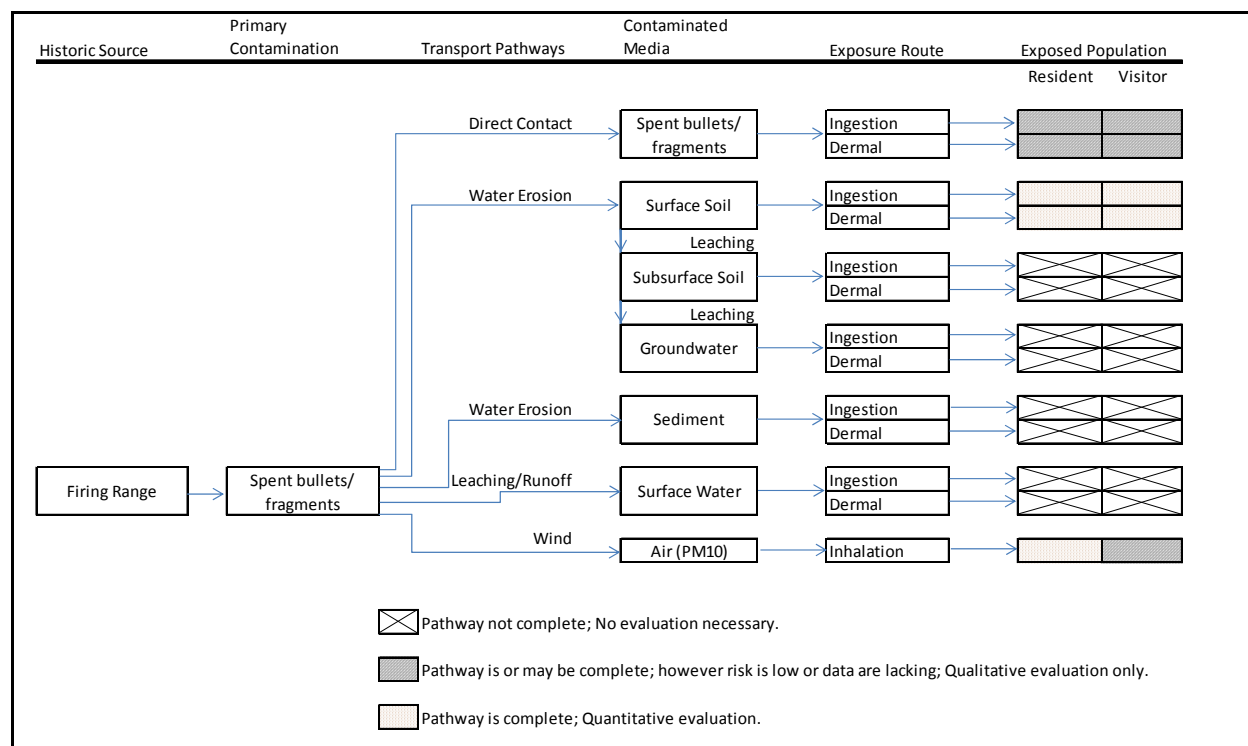 Historic Source
Primary
Contamination
Transport Pathways
Contaminated
Media
Exposure Route
Exposed Population
Resident
Visitor
Direct Contact
Spent bullets/
fragments
Ingestion
Dermal
Water Erosion
Surface Soil
Ingestion
Dermal
Leaching
Subsurface Soil
Ingestion
Dermal
Leaching
Groundwater
Ingestion
Dermal
Water Erosion
Sediment
Ingestion
Dermal
Firing Range
Spent bullets/
fragments
Leaching/Runoff
Surface Water
Ingestion
Dermal
Wind
Air (PM10)
Inhalation
Pathway not complete; No evaluation necessary.
Pathway is or may be complete; however risk is low or data are lacking; Qualitative evaluation only.
Pathway is complete; Quantitative evaluation.